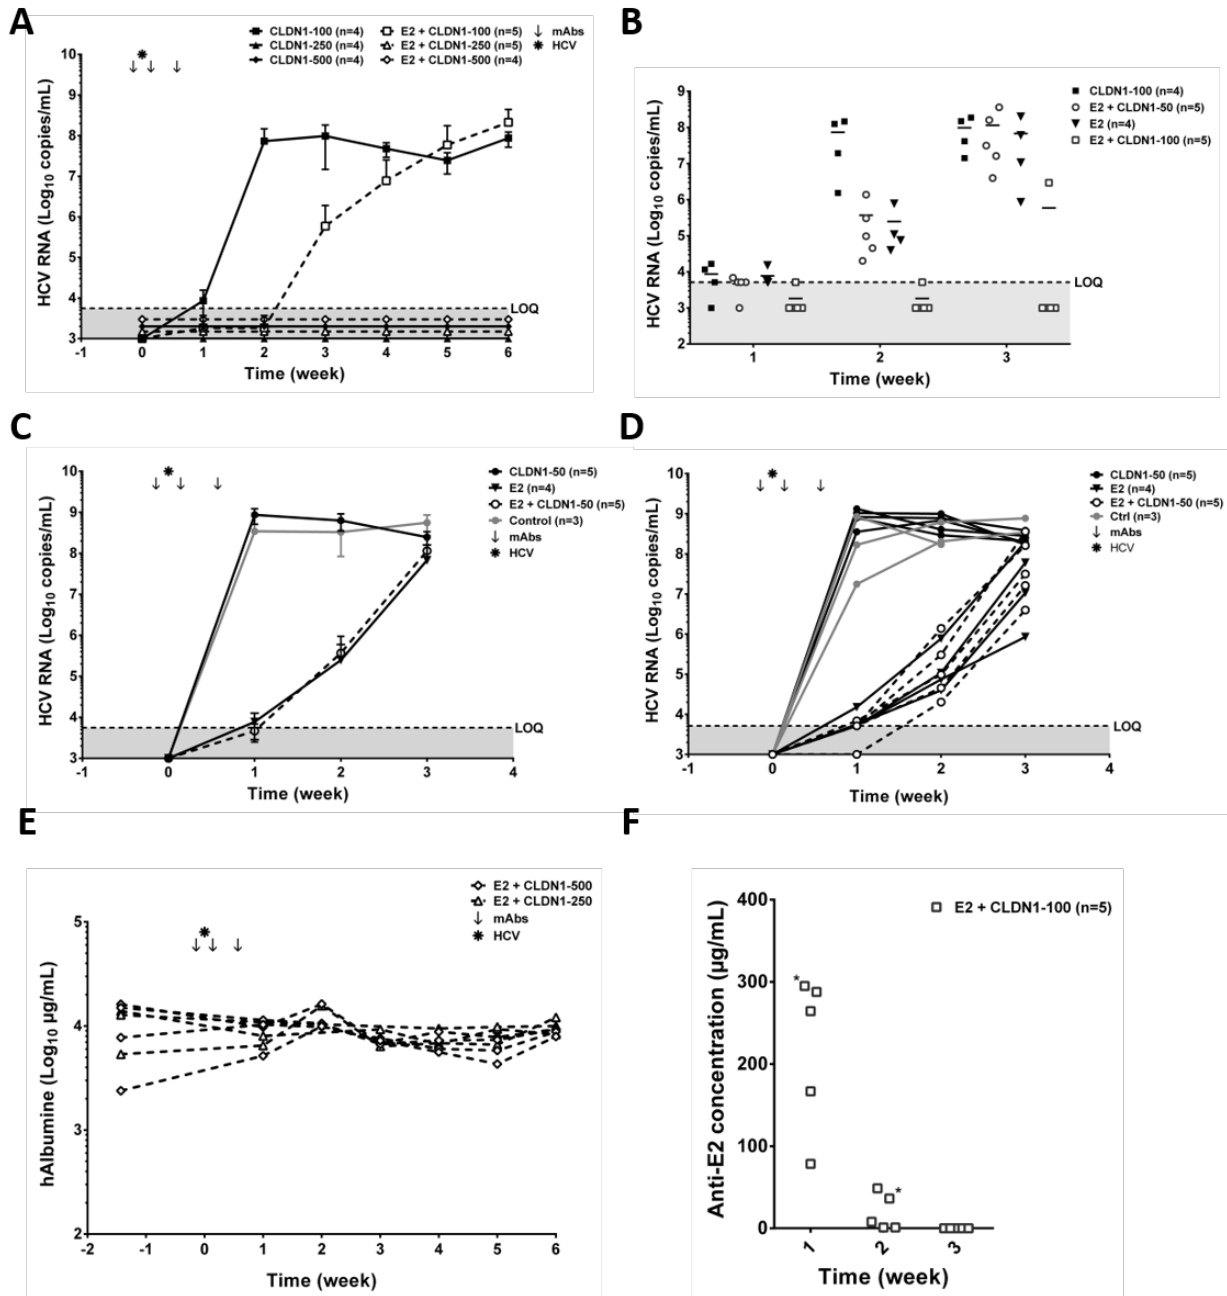 A
CLDN1-100 (n=4)
CLDN1-250 (n=4)
CLDN1-500 (n=4)
E2 + CLDN1-100 (n=5)
E2 + CLDN1-250 (n=5)
E2 + CLDN1-500 (n=4)
mAbs
HCV
HCV RNA (Log10 copies/mL)
10
9
8
7
6
5
4
3
LOQ
-1 0 1 2 3 4 5 6
Time (week)
B
CLDN1-100 (n=4)
E2 + CLDN1-50 (n=5)
E2 (n=4)
E2 + CLDN1-100 (n=5)
HCV RNA (Log10 copies/mL)
9
8
7
6
5
4
3
2
LOQ
1 2 3
Time (week)
C
CLDN1-50 (n=5)
E2 (n=4)
E2 + CLDN1-50 (n=5)
Control (n=3)
mAbs
HCV
HCV RNA (Log10 copies/mL)
10
9
8
7
6
5
4
3
LOQ
-1 0 1 2 3 4
Time (week)
D
CLDN1-50 (n=5)
E2 (n=4)
E2 + CLDN1-50 (n=5)
Ctrl (n=3)
mAbs
HCV
HCV RNA (Log10 copies/mL)
10
9
8
7
6
5
4
3
LOQ
-1 0 1 2 3 4
Time (week)
E
E2 + CLDN1-500
E2 + CLDN1-250
mAbs
HCV
hAlbumine (Log10 µg/mL)
5
4
3
2
-2 -1 0 1 2 3 4 5 6
Time (week)
F
E2 + CLDN1-100 (n=5)
Anti-E2 concentration (µg/mL)
400
300
200
100
0
*
*
1 2 3
Time (week)